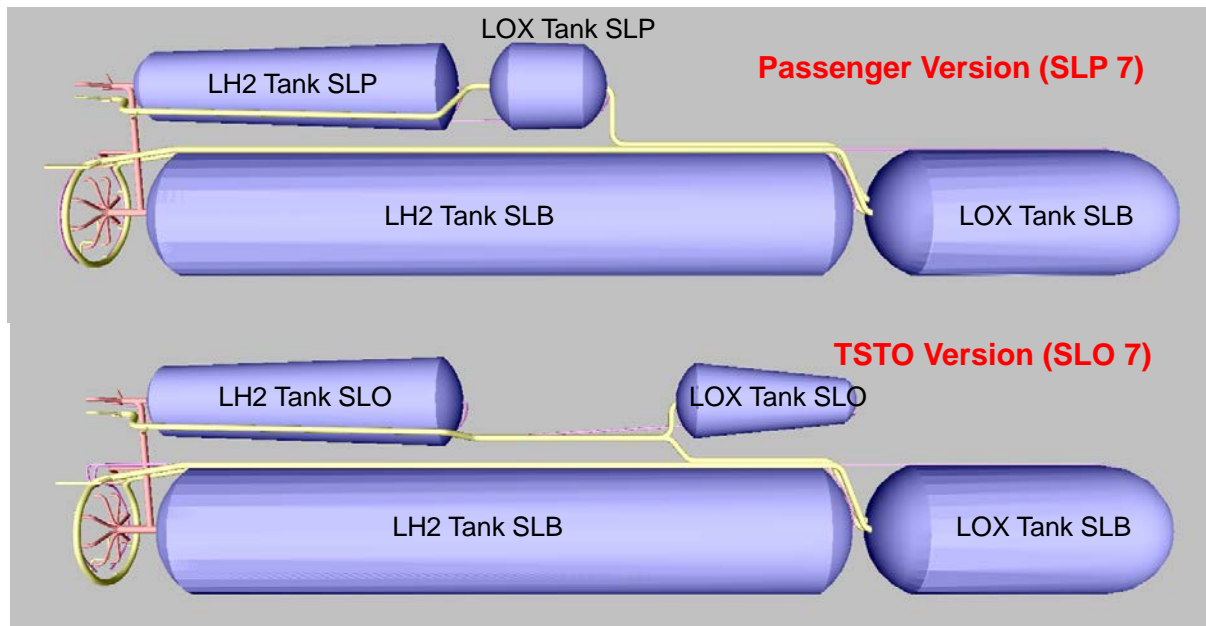 LOX Tank SLP
Passenger Version (SLP 7)
LH2 Tank SLP
LH2 Tank SLB
LOX Tank SLB
TSTO Version (SLO 7)
LH2 Tank SLO
LOX Tank SLO
LH2 Tank SLB
LOX Tank SLB